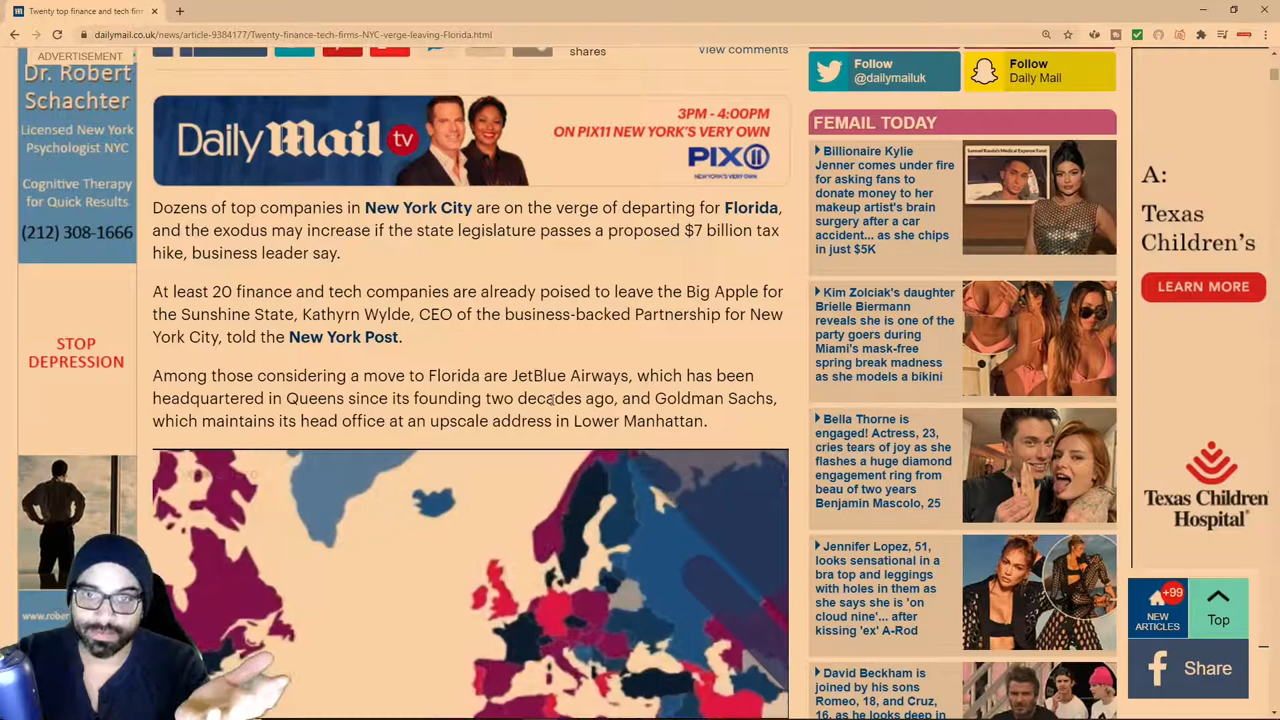 Twenty top finance and tech firm
dailymail.co.uk/news/article-9384177/Twenty-finance-tech-firms-NYC-verge-leaving-Florida.html
ADVERTISEMENT
Dr. Robert
Schachter
Licensed New York
Psychologist NYC
Cognitive Therapy
for Quick Results
(212) 308-1666
STOP
DEPRESSION
www.rober
shares
View comments
Daily Mail tv
3PM - 4:00PM
ON PIX11 NEW YORK'S VERY OWN
PIX11
NEW YORK'S VERY OWN
Dozens of top companies in New York City are on the verge of departing for Florida,
and the exodus may increase if the state legislature passes a proposed $7 billion tax
hike, business leader say.
At least 20 finance and tech companies are already poised to leave the Big Apple for
the Sunshine State, Kathyrn Wylde, CEO of the business-backed Partnership for New
York City, told the New York Post.
Among those considering a move to Florida are JetBlue Airways, which has been
headquartered in Queens since its founding two decades ago, and Goldman Sachs,
which maintains its head office at an upscale address in Lower Manhattan.
Follow
@dailymailuk
Follow
Daily Mail
FEMAIL TODAY
Billionaire Kylie
Jenner comes under fire
for asking fans to
donate money to her
makeup artist's brain
surgery after a car
accident... as she chips
in just $5K
Samuel Rauda's Medical Expense Fund
Kim Zolciak's daughter
Brielle Biermann
reveals she is one of the
party goers during
Miami's mask-free
spring break madness
as she models a bikini
Bella Thorne is
engaged! Actress, 23,
cries tears of joy as she
flashes a huge diamond
engagement ring from
beau of two years
Benjamin Mascolo, 25
Jennifer Lopez, 51,
looks sensational in a
bra top and leggings
with holes in them as
she says she is 'on
cloud nine'... after
kissing 'ex' A-Rod
David Beckham is
joined by his sons
Romeo, 18, and Cruz,
16, as he looks deep in
A:
Texas
Children's
LEARN MORE
Texas Children
Hospital®
+99
NEW
ARTICLES
Top
Share